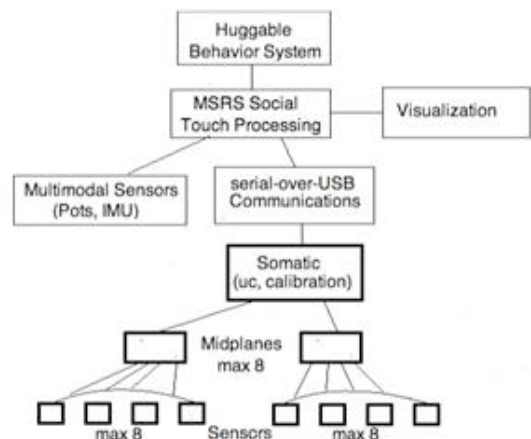 Huggable
Behavior System
MSRS Social
Touch Processing
Visualization
Multimodal Sensors
(Pots, IMU)
serial-over-USB
Communications
Somatic
(uc, calibration)
Midplanes
max 8
max 8
Sensors
max 8